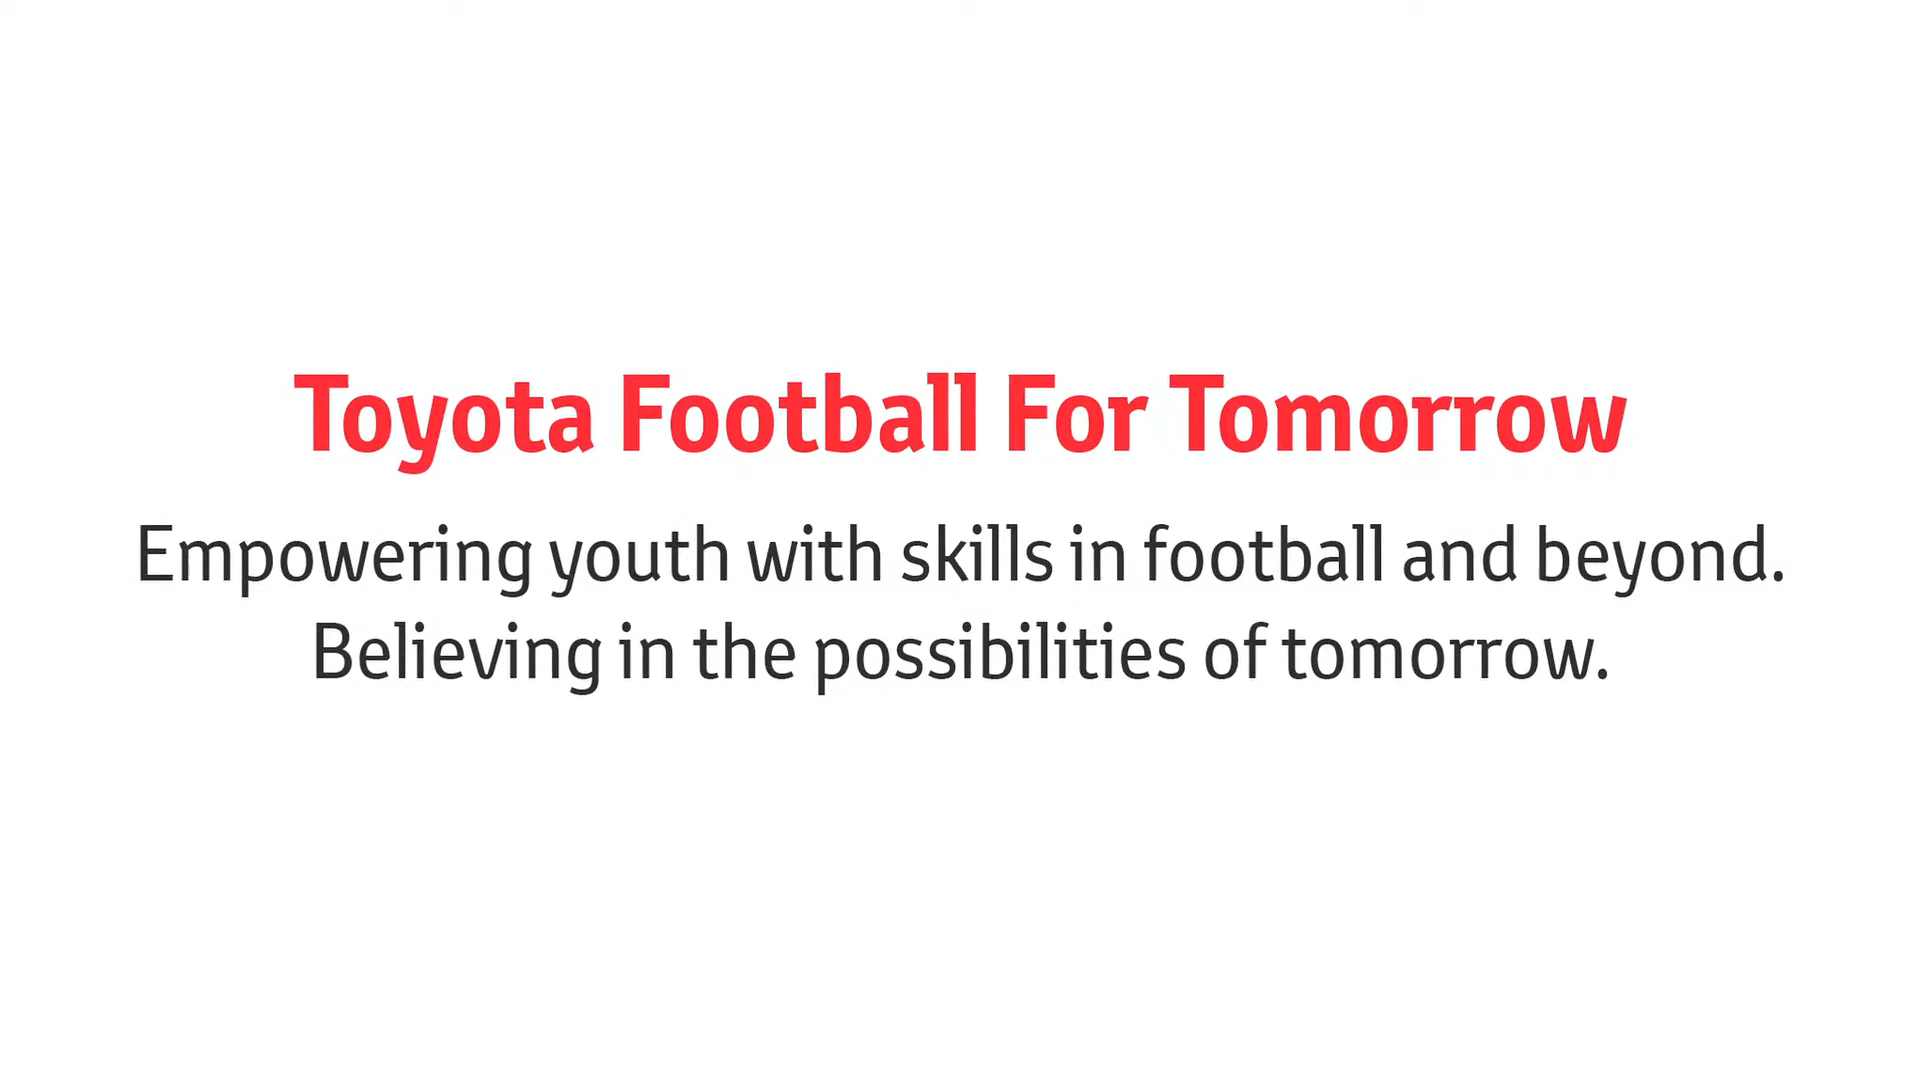 Toyota Football For Tomorrow
Empowering youth with skills in football and beyond.
Believing in the possibilities of tomorrow.